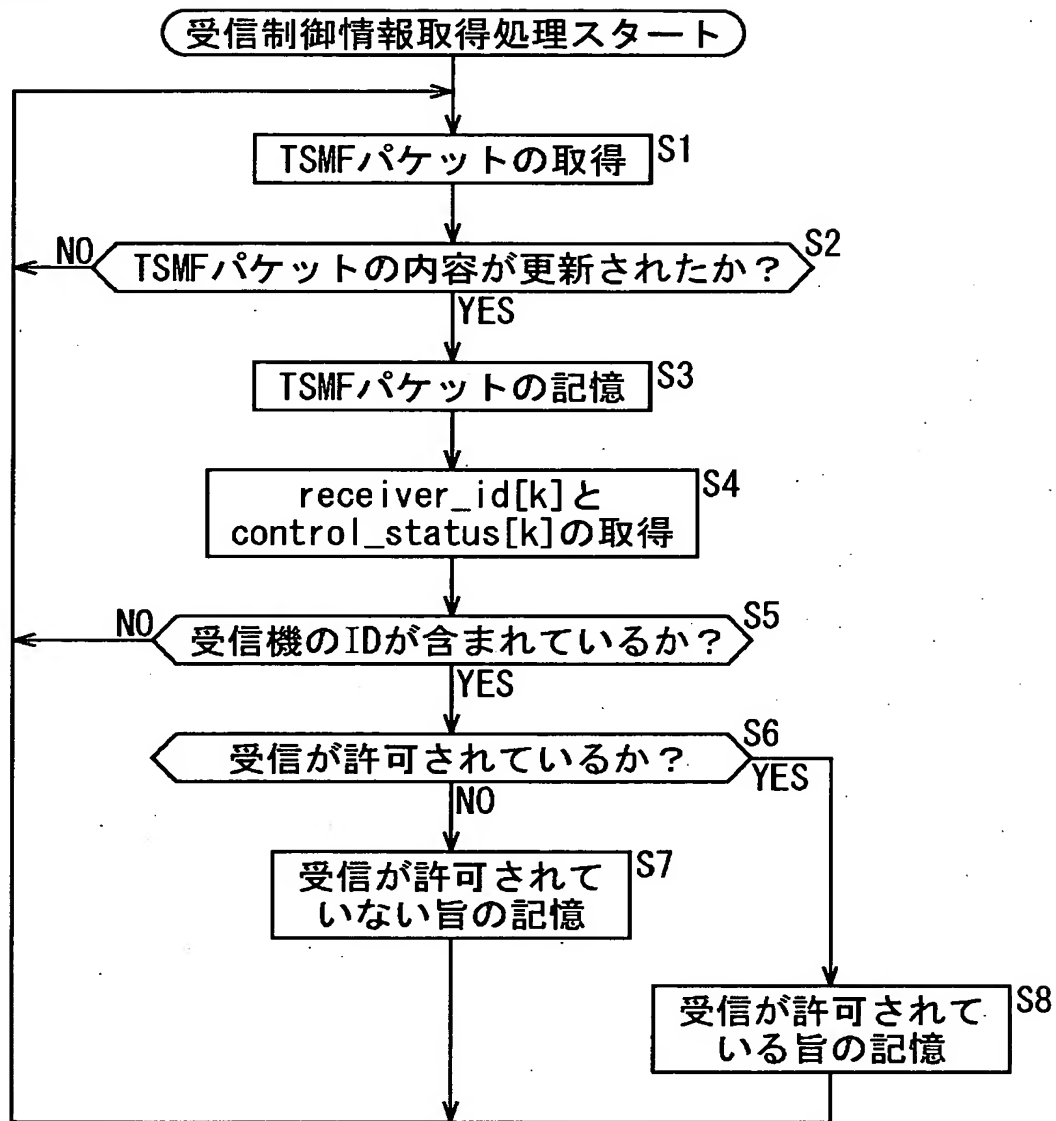 受信制御情報取得処理スタート
TSMFパケットの取得
S1
TSMFパケットの内容が更新されたか？
S2
NO
YES
TSMFパケットの記憶
S3
receiver_id[k]と
control_status[k]の取得
S4
受信機のIDが含まれているか？
S5
NO
YES
受信が許可されているか？
S6
YES
NO
受信が許可されて
いない旨の記憶
S7
受信が許可されて
いる旨の記憶
S8